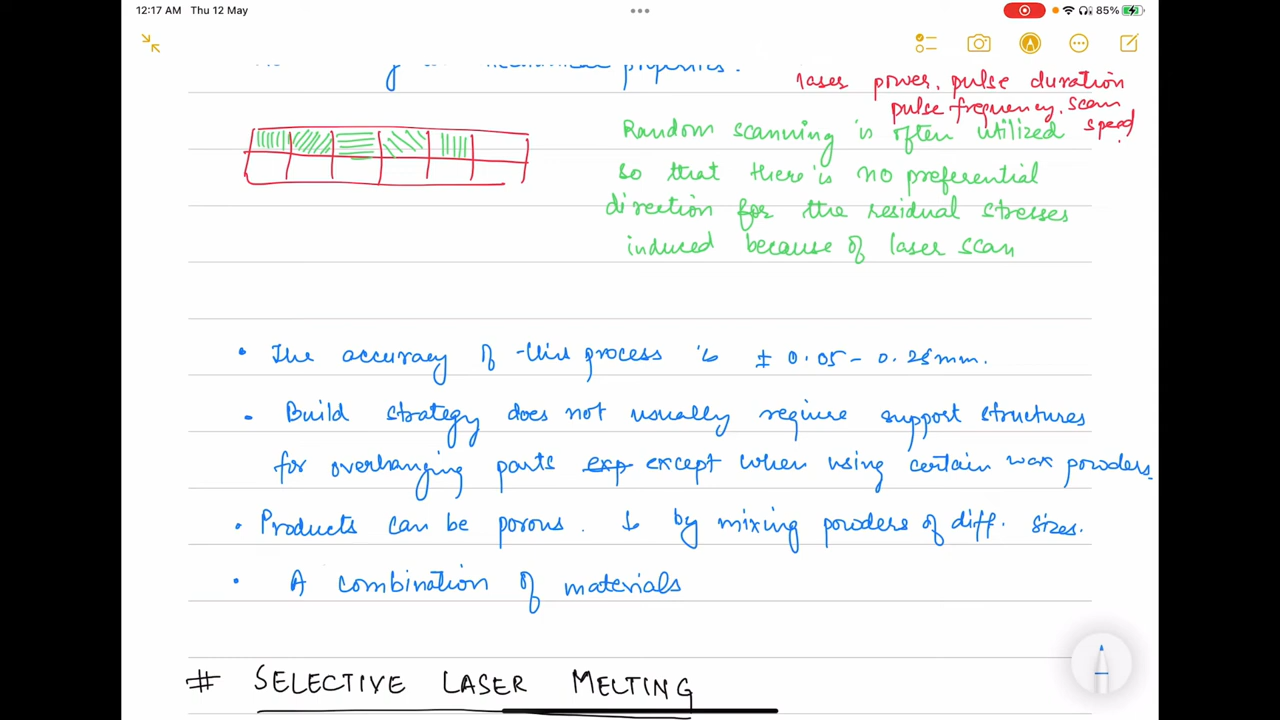 12:17 AM Thu 12 May
85%
properties.
laser power, pulse duration
pulse frequency, scan
speed
Random scanning is often utilized
so that there is no preferential
direction for the residual stresses
induced because of laser scan
• The accuracy of this process is ± 0.05 - 0.25mm.
• Build strategy does not usually require support structures
for overhanging parts exp except when using certain wax powders.
• Products can be porous. ↓ by mixing powders of diff. sizes.
• A combination of materials
# SELECTIVE LASER MELTING